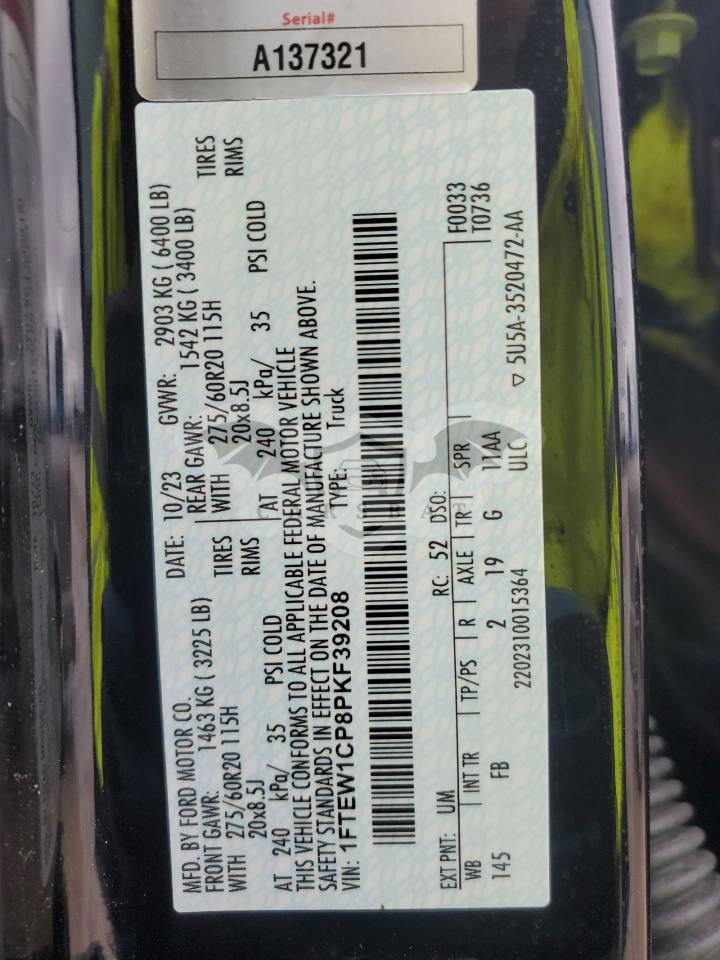 Serial#
A137321
MFD. BY FORD MOTOR CO.
DATE: 10/23 GVWR: 2903 KG ( 6400 LB)
FRONT GAWR: 1463 KG ( 3225 LB) REAR GAWR: 1542 KG ( 3400 LB)
WITH 275/60R20 115H TIRES WITH 275/60R20 115H TIRES
20x8.5J RIMS 20x8.5J RIMS
AT 240 kPa/ 35 PSI COLD AT 240 kPa/ 35 PSI COLD
THIS VEHICLE CONFORMS TO ALL APPLICABLE FEDERAL MOTOR VEHICLE
SAFETY STANDARDS IN EFFECT ON THE DATE OF MANUFACTURE SHOWN ABOVE.
VIN: 1FTEW1CP8PKF39208 TYPE: Truck
EXT PNT: UM RC: 52 DSO: F0033
WB INT TR TP/PS R AXLE TR SPR T0736
145 FB 2 19 G 11AA
2202310015364 ULC ▽ 5U5A-3520472-AA